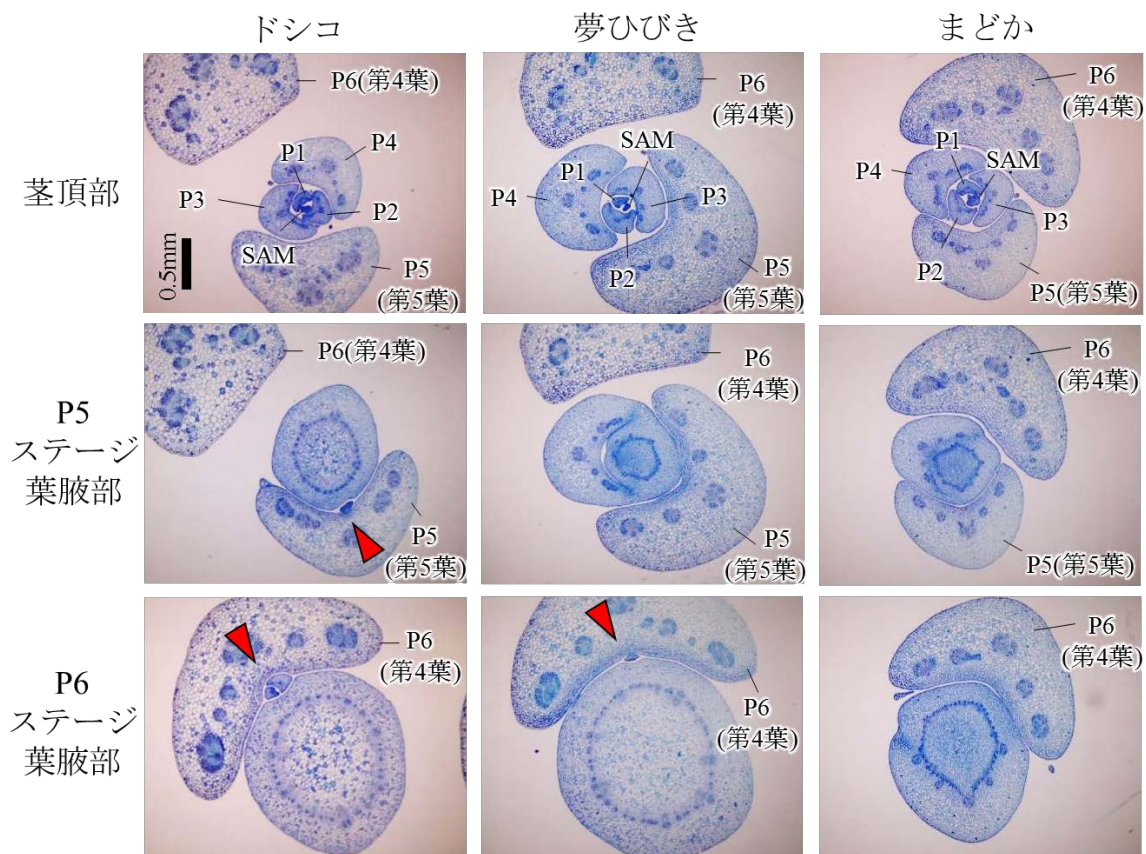 ドシコ
夢ひびき
まどか
茎頂部
P6(第4葉)
P1
P4
P3
P2
SAM
P5
(第5葉)
0.5mm
P6
(第4葉)
SAM
P1
P4
P3
P2
P5
(第5葉)
P6
(第4葉)
P1
SAM
P4
P3
P2
P5(第5葉)
P5
ステージ
葉腋部
P6(第4葉)
P5
(第5葉)
P6
(第4葉)
P5
(第5葉)
P6
(第4葉)
P5(第5葉)
P6
ステージ
葉腋部
P6
(第4葉)
P6
(第4葉)
P6
(第4葉)